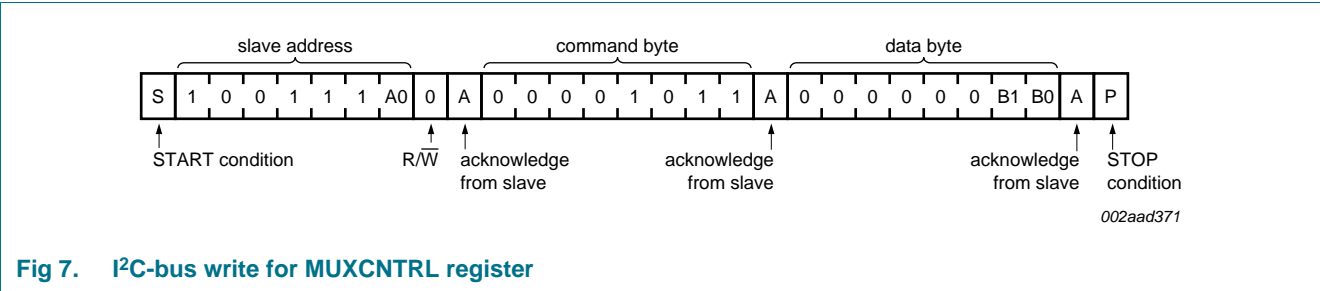 slave address command byte data byte
S 1 0 0 1 1 1 A0 0 A 0 0 0 0 1 0 1 1 A 0 0 0 0 0 0 B1 B0 A P
START condition R/W̅ acknowledge acknowledge acknowledge STOP
from slave from slave from slave condition
002aad371
Fig 7. I²C-bus write for MUXCNTRL register